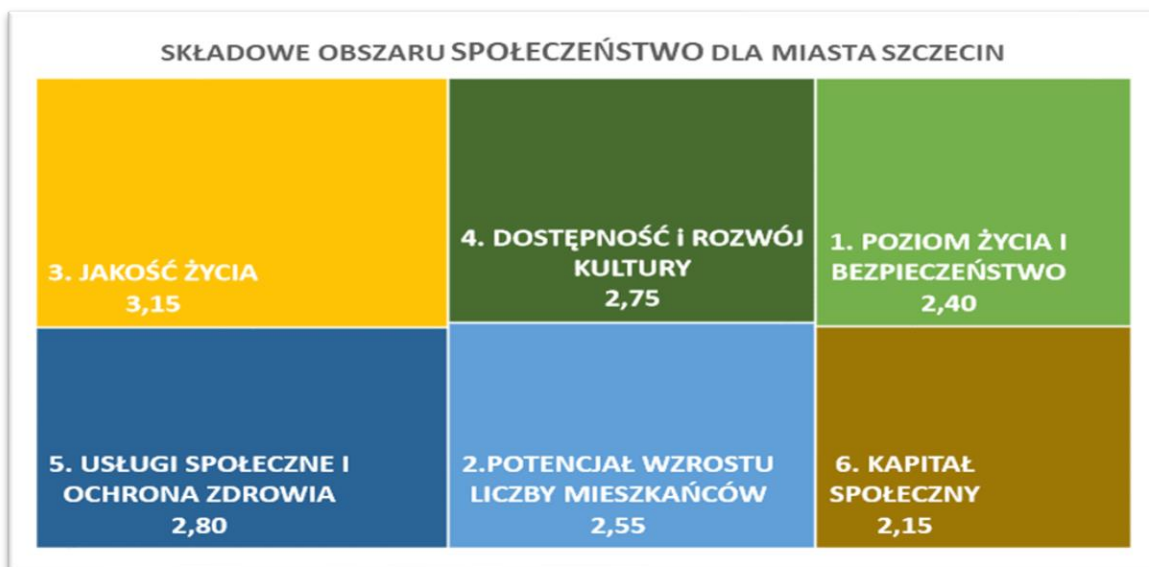 SKŁADOWE OBSZARU SPOŁECZEŃSTWO DLA MIASTA SZCZECIN
3. JAKOŚĆ ŻYCIA
3,15
4. DOSTĘPNOŚĆ i ROZWÓJ
KULTURY
2,75
1. POZIOM ŻYCIA I
BEZPIECZEŃSTWO
2,40
5. USŁUGI SPOŁECZNE I
OCHRONA ZDROWIA
2,80
2.POTENCJAŁ WZROSTU
LICZBY MIESZKAŃCÓW
2,55
6. KAPITAŁ
SPOŁECZNY
2,15